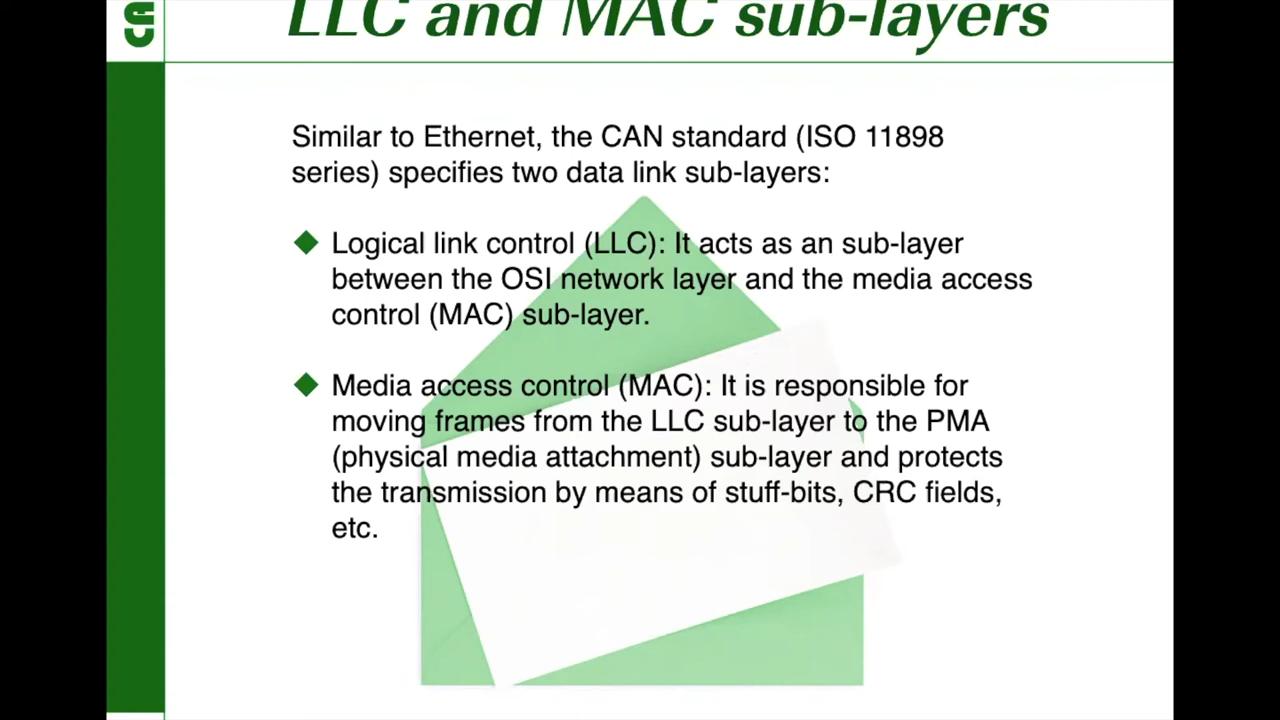 LLC and MAC sub-layers
Similar to Ethernet, the CAN standard (ISO 11898
series) specifies two data link sub-layers:
Logical link control (LLC): It acts as an sub-layer
between the OSI network layer and the media access
control (MAC) sub-layer.
Media access control (MAC): It is responsible for
moving frames from the LLC sub-layer to the PMA
(physical media attachment) sub-layer and protects
the transmission by means of stuff-bits, CRC fields,
etc.